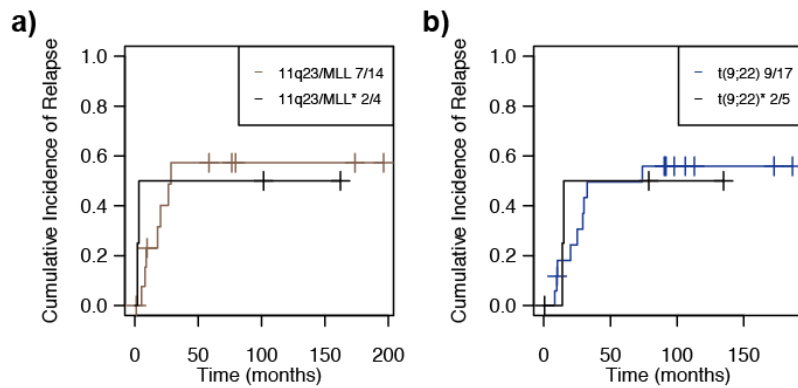 a)
Cumulative Incidence of Relapse
1.0
0.8
0.6
0.4
0.2
0.0
11q23/MLL 7/14
11q23/MLL* 2/4
0 50 100 150 200
Time (months)
b)
Cumulative Incidence of Relapse
1.0
0.8
0.6
0.4
0.2
0.0
t(9;22) 9/17
t(9;22)* 2/5
0 50 100 150
Time (months)